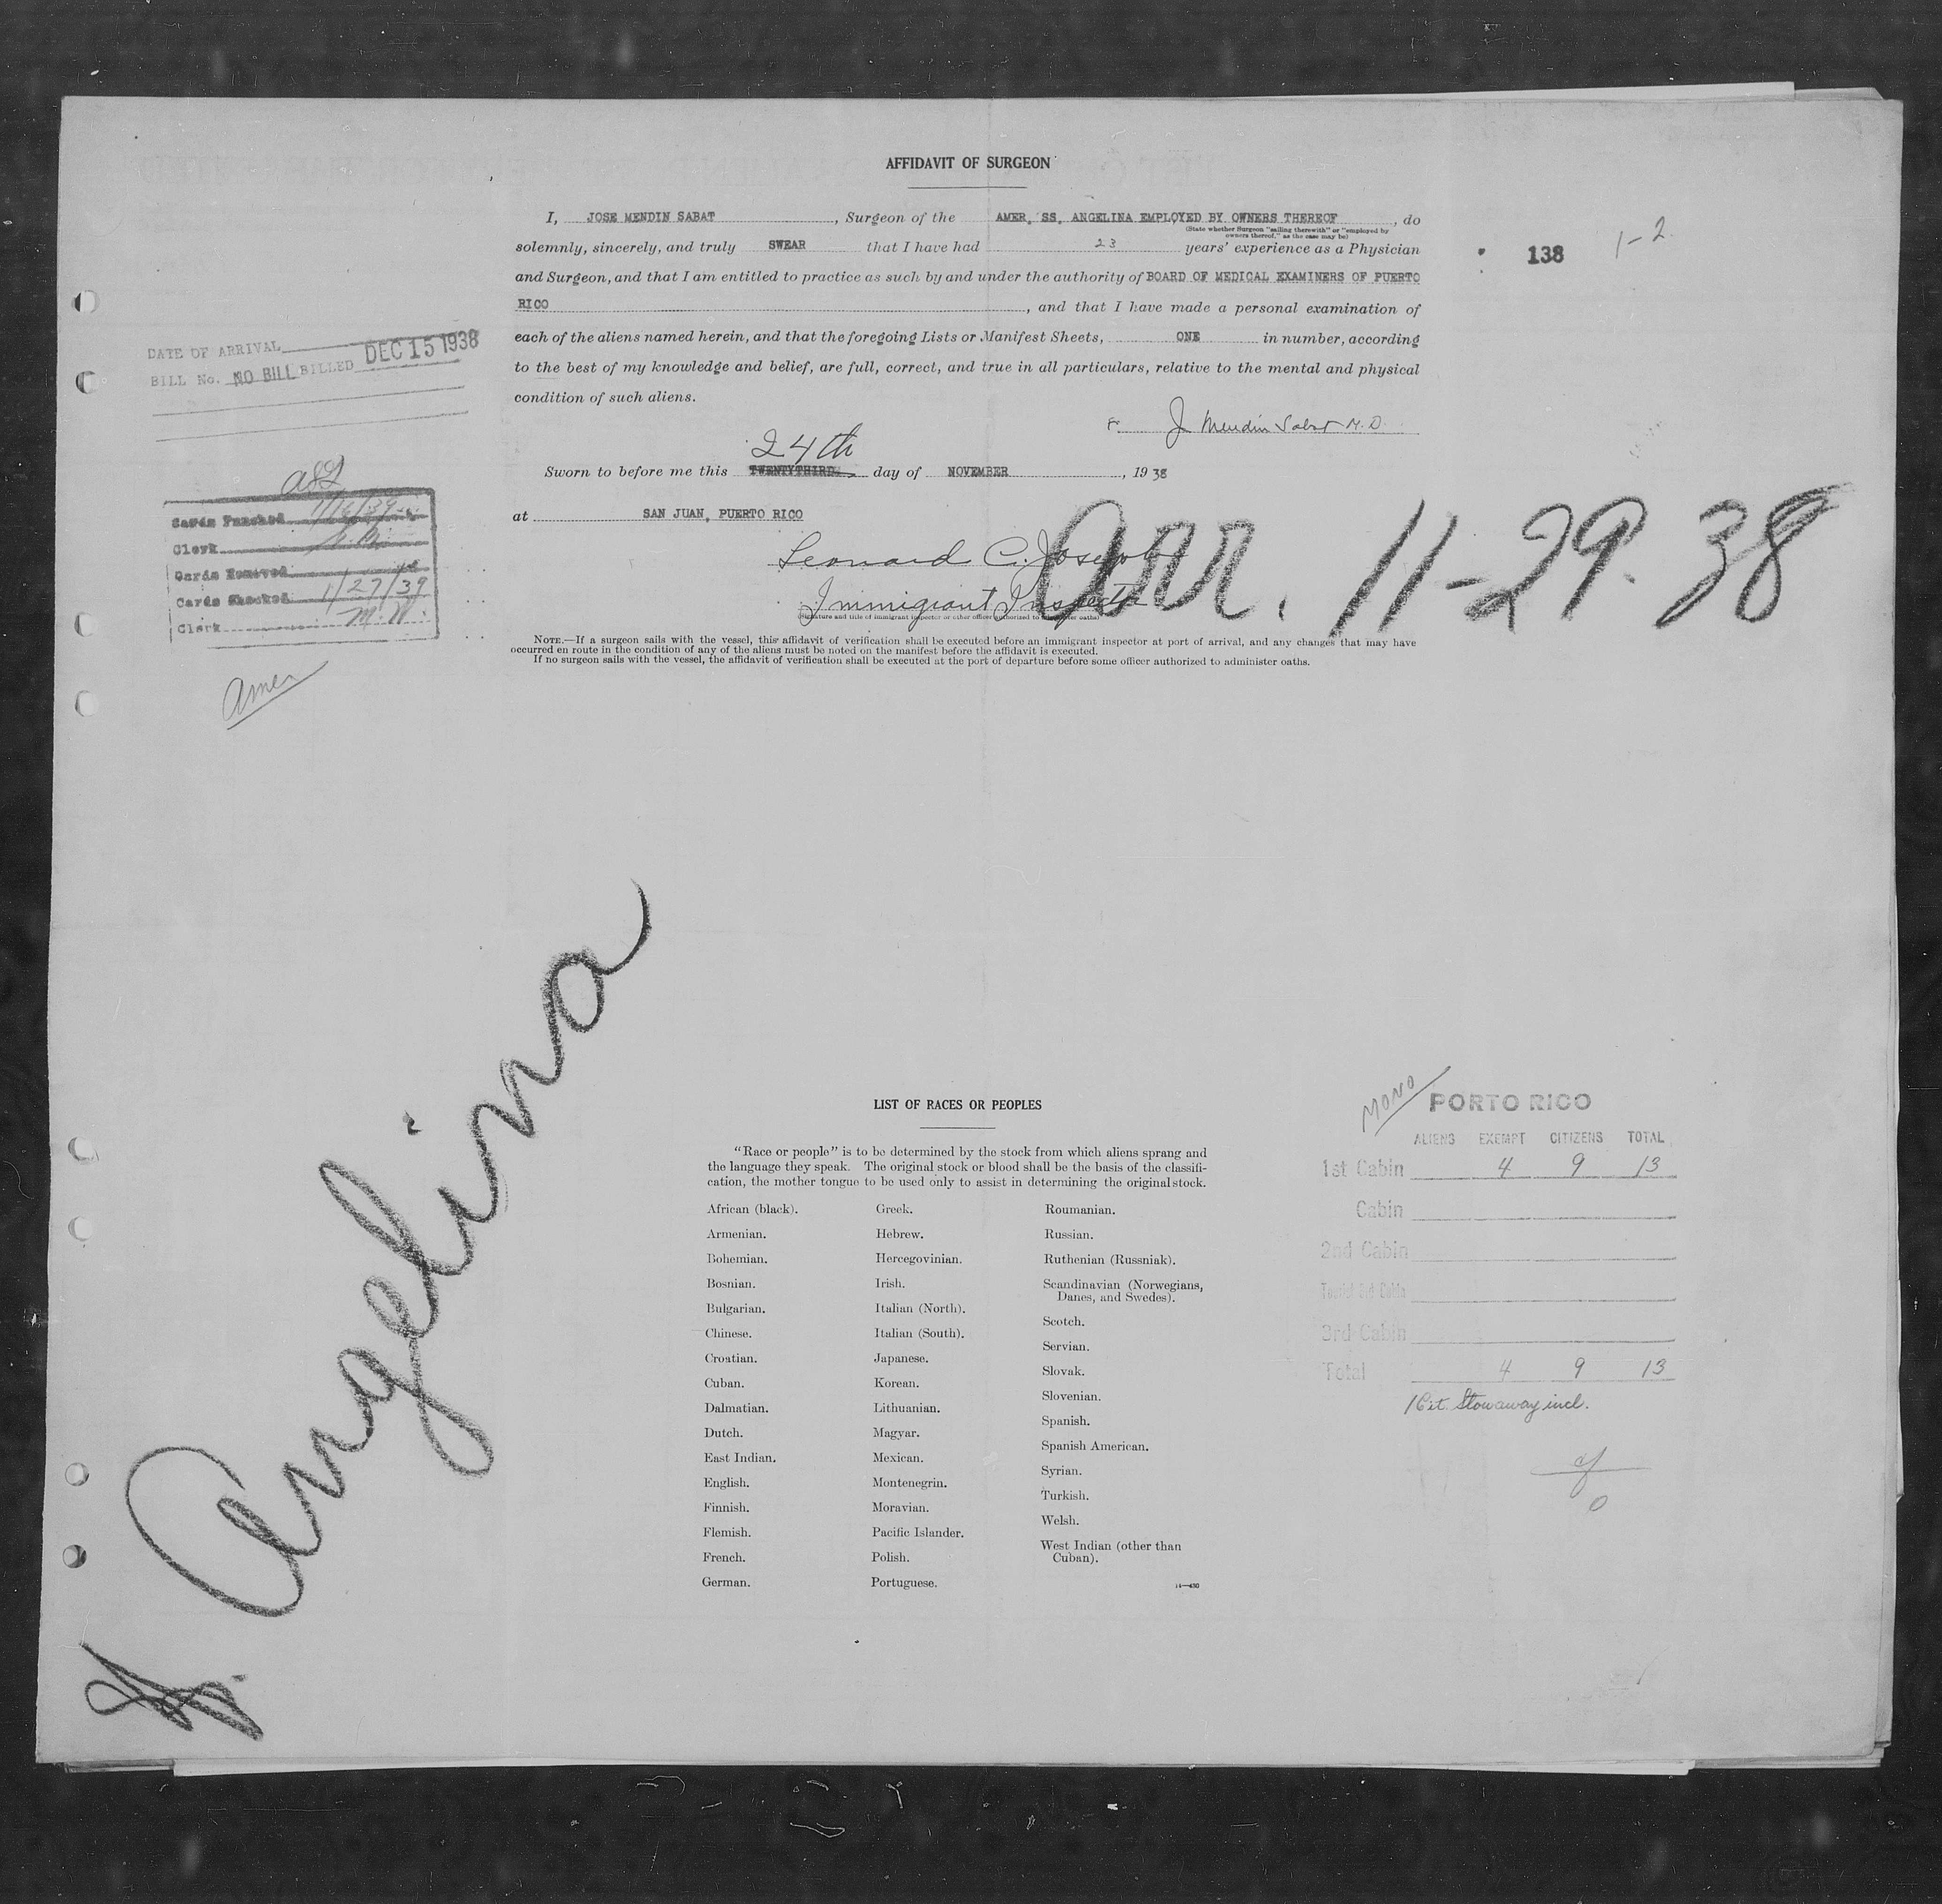 AFFIDAVIT OF SURGEON
I, JOSE MENDIN SABAT, Surgeon of the AMER. SS. ANGELINA EMPLOYED BY OWNERS THEREOF, do
(State whether Surgeon "sailing therewith" or "employed by
owners thereof," as the case may be)
solemnly, sincerely, and truly SWEAR that I have had 23 years' experience as a Physician
138 1-2
and Surgeon, and that I am entitled to practice as such by and under the authority of BOARD OF MEDICAL EXAMINERS OF PUERTO
RICO, and that I have made a personal examination of
each of the aliens named herein, and that the foregoing Lists or Manifest Sheets, ONE in number, according
to the best of my knowledge and belief, are full, correct, and true in all particulars, relative to the mental and physical
condition of such aliens.
J Mendin Sabat M.D.
24th
Sworn to before me this TWENTYTHIRD day of NOVEMBER, 1938
at SAN JUAN, PUERTO RICO
Leonard C. Josephs
Immigrant Inspector
(Signature and title of immigrant inspector or other officer authorized to administer oaths)
Arr. 11-29-38
NOTE.—If a surgeon sails with the vessel, this affidavit of verification shall be executed before an immigrant inspector at port of arrival, and any changes that may have
occurred en route in the condition of any of the aliens must be noted on the manifest before the affidavit is executed.
If no surgeon sails with the vessel, the affidavit of verification shall be executed at the port of departure before some officer authorized to administer oaths.
DATE OF ARRIVAL
BILL No. NO BILL BILLED DEC 15 1938
Cards Punched
Clerk
Cards Removed
Cards Checked 1/27/39
Clerk M.W.
Amer
Angelina
LIST OF RACES OR PEOPLES
"Race or people" is to be determined by the stock from which aliens sprang and
the language they speak. The original stock or blood shall be the basis of the classifi-
cation, the mother tongue to be used only to assist in determining the original stock.
African (black).
Armenian.
Bohemian.
Bosnian.
Bulgarian.
Chinese.
Croatian.
Cuban.
Dalmatian.
Dutch.
East Indian.
English.
Finnish.
Flemish.
French.
German.
Greek.
Hebrew.
Hercegovinian.
Irish.
Italian (North).
Italian (South).
Japanese.
Korean.
Lithuanian.
Magyar.
Mexican.
Montenegrin.
Moravian.
Pacific Islander.
Polish.
Portuguese.
Roumanian.
Russian.
Ruthenian (Russniak).
Scandinavian (Norwegians,
Danes, and Swedes).
Scotch.
Servian.
Slovak.
Slovenian.
Spanish.
Spanish American.
Syrian.
Turkish.
Welsh.
West Indian (other than
Cuban).
PORTO RICO
ALIENS EXEMPT CITIZENS TOTAL
1st Cabin 4 9 13
Cabin
2nd Cabin
Tourist 3rd Cabin
3rd Cabin
Total 4 9 13
1 Cit. Stowaway incl.